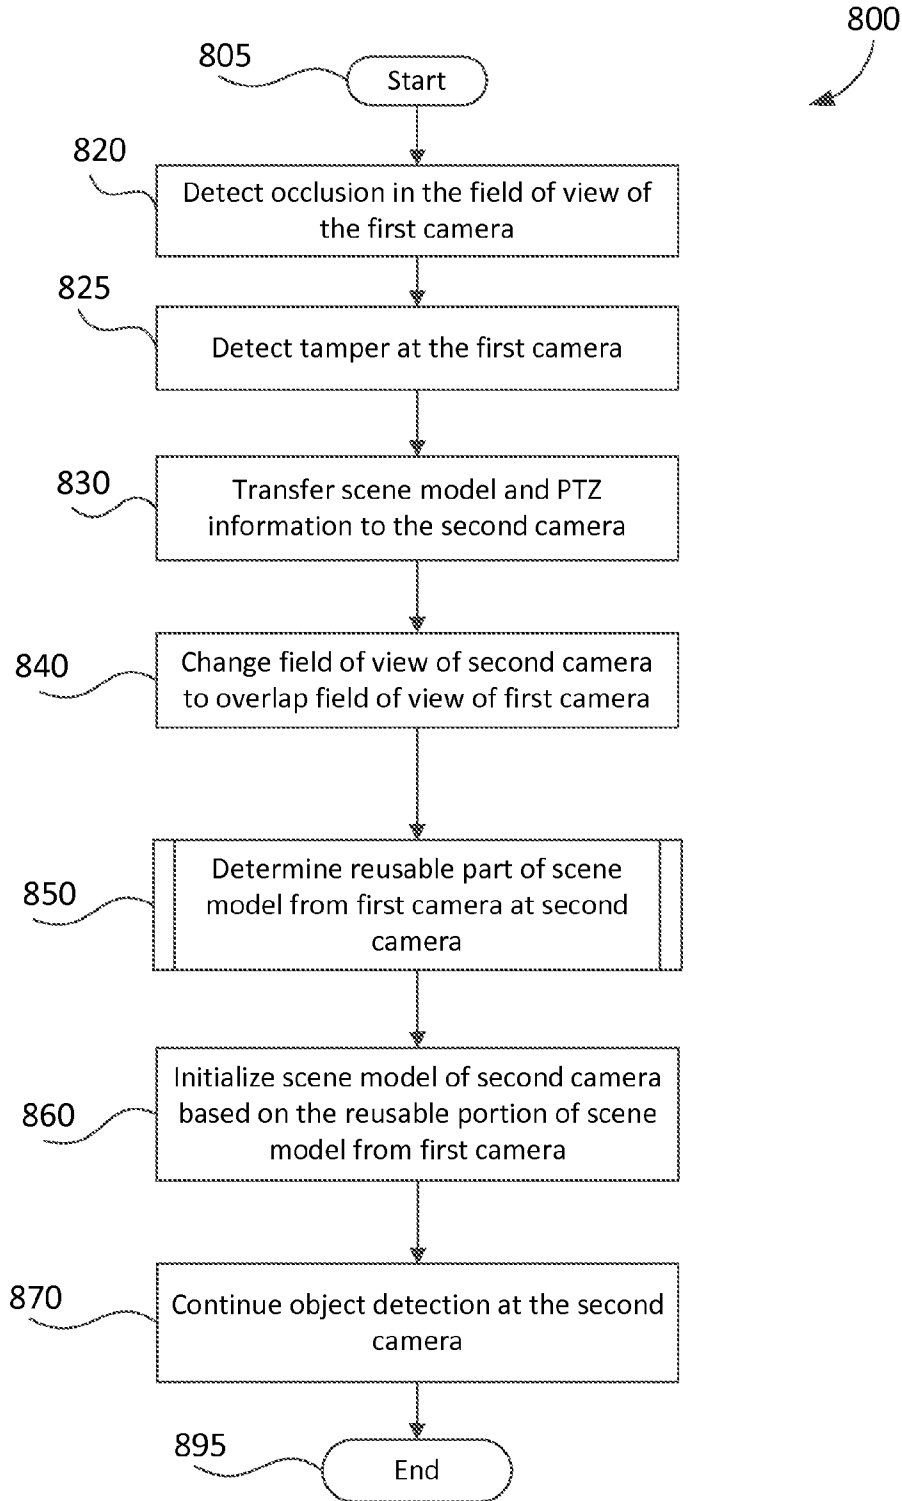 800
805
Start
820
Detect occlusion in the field of view of
the first camera
825
Detect tamper at the first camera
830
Transfer scene model and PTZ
information to the second camera
840
Change field of view of second camera
to overlap field of view of first camera
850
Determine reusable part of scene
model from first camera at second
camera
860
Initialize scene model of second camera
based on the reusable portion of scene
model from first camera
870
Continue object detection at the second
camera
895
End